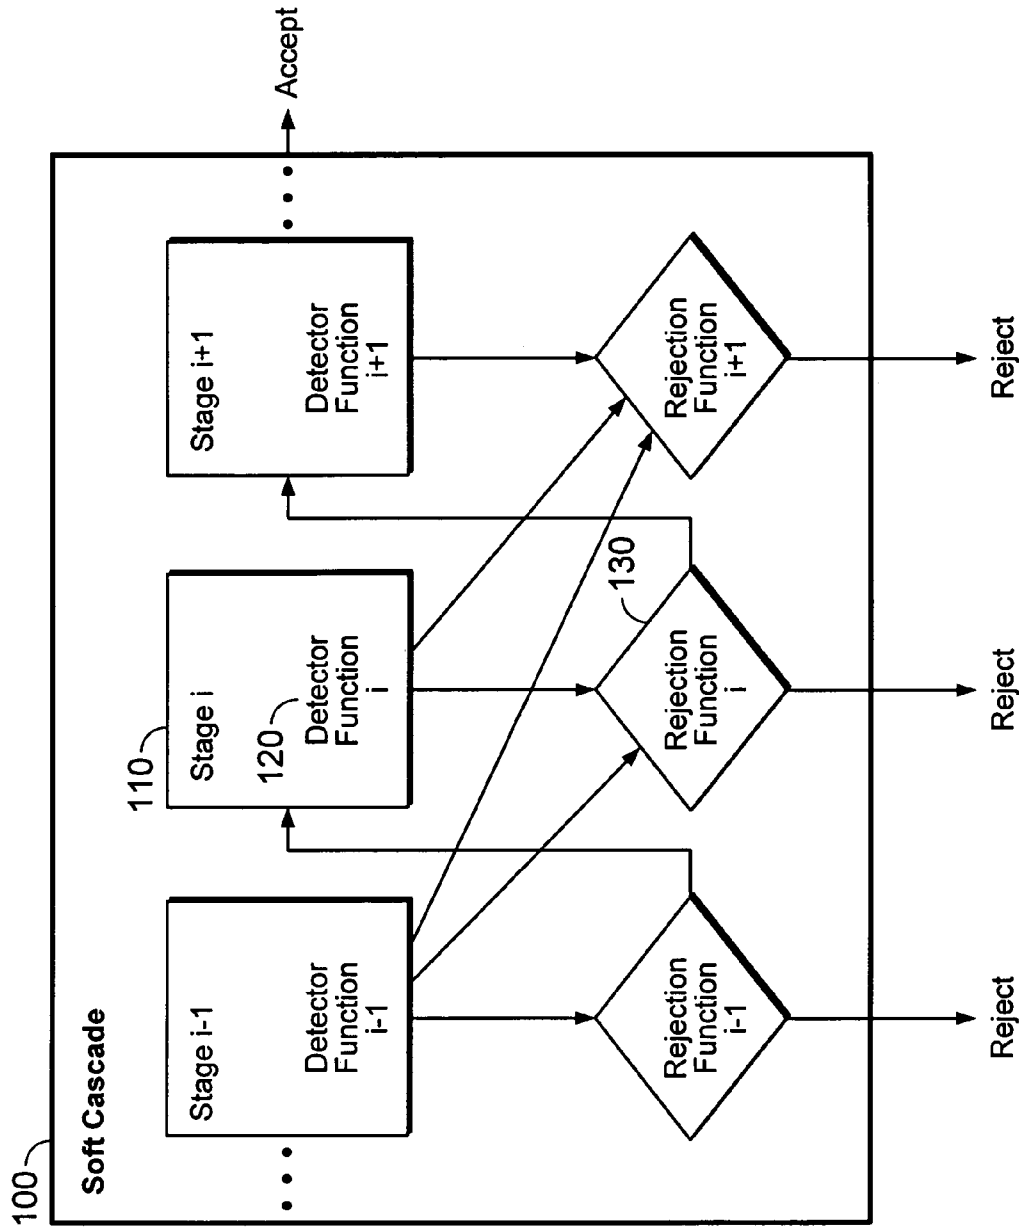 100
Soft Cascade
110
Stage i-1
Stage i
Stage i+1
120
Detector
Function
i-1
Detector
Function
i
Detector
Function
i+1
Accept
130
Rejection
Function
i-1
Rejection
Function
i
Rejection
Function
i+1
Reject
Reject
Reject